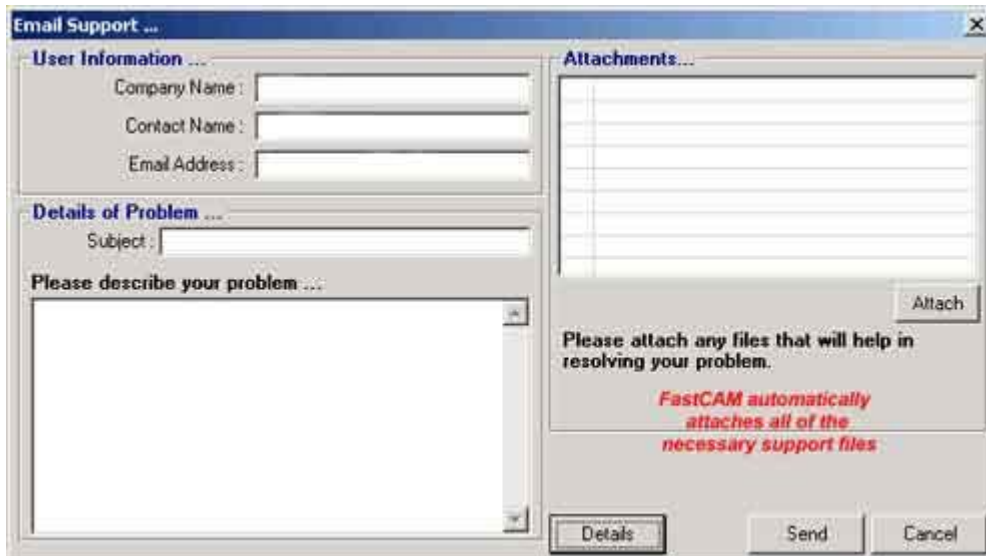 Email Support ...
User Information ...
Company Name :
Contact Name :
Email Address :
Details of Problem ...
Subject :
Please describe your problem ...
Attachments...
Attach
Please attach any files that will help in
resolving your problem.
FastCAM automatically
attaches all of the
necessary support files
Details
Send
Cancel